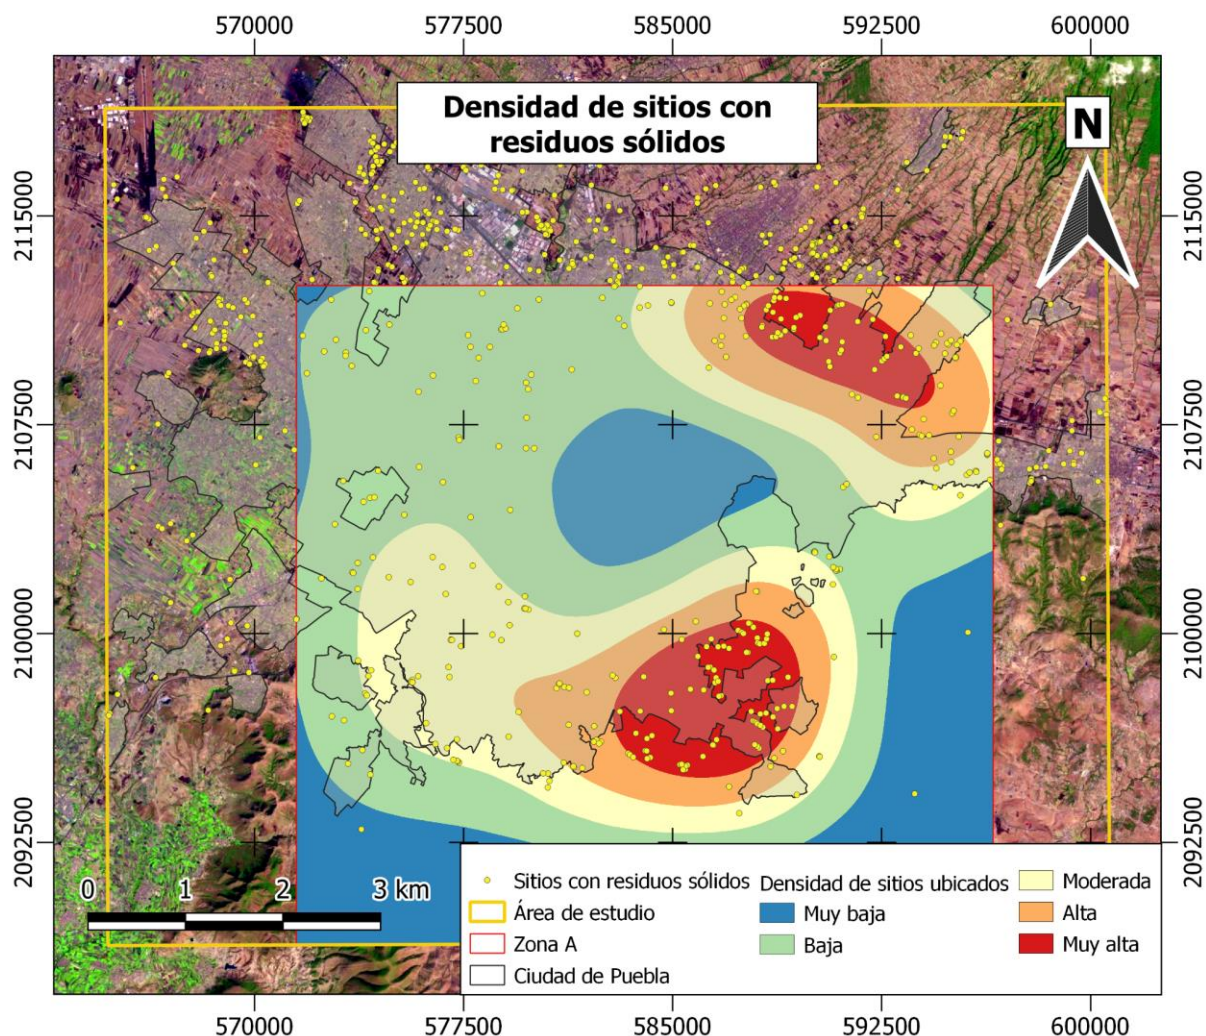 570000 577500 585000 592500 600000
Densidad de sitios con
residuos sólidos
N
2115000 2115000
2107500 2107500
2100000 2100000
2092500 2092500
0 1 2 3 km
Sitios con residuos sólidos
Área de estudio
Zona A
Ciudad de Puebla
Densidad de sitios ubicados
Muy baja
Baja
Moderada
Alta
Muy alta
570000 577500 585000 592500 600000